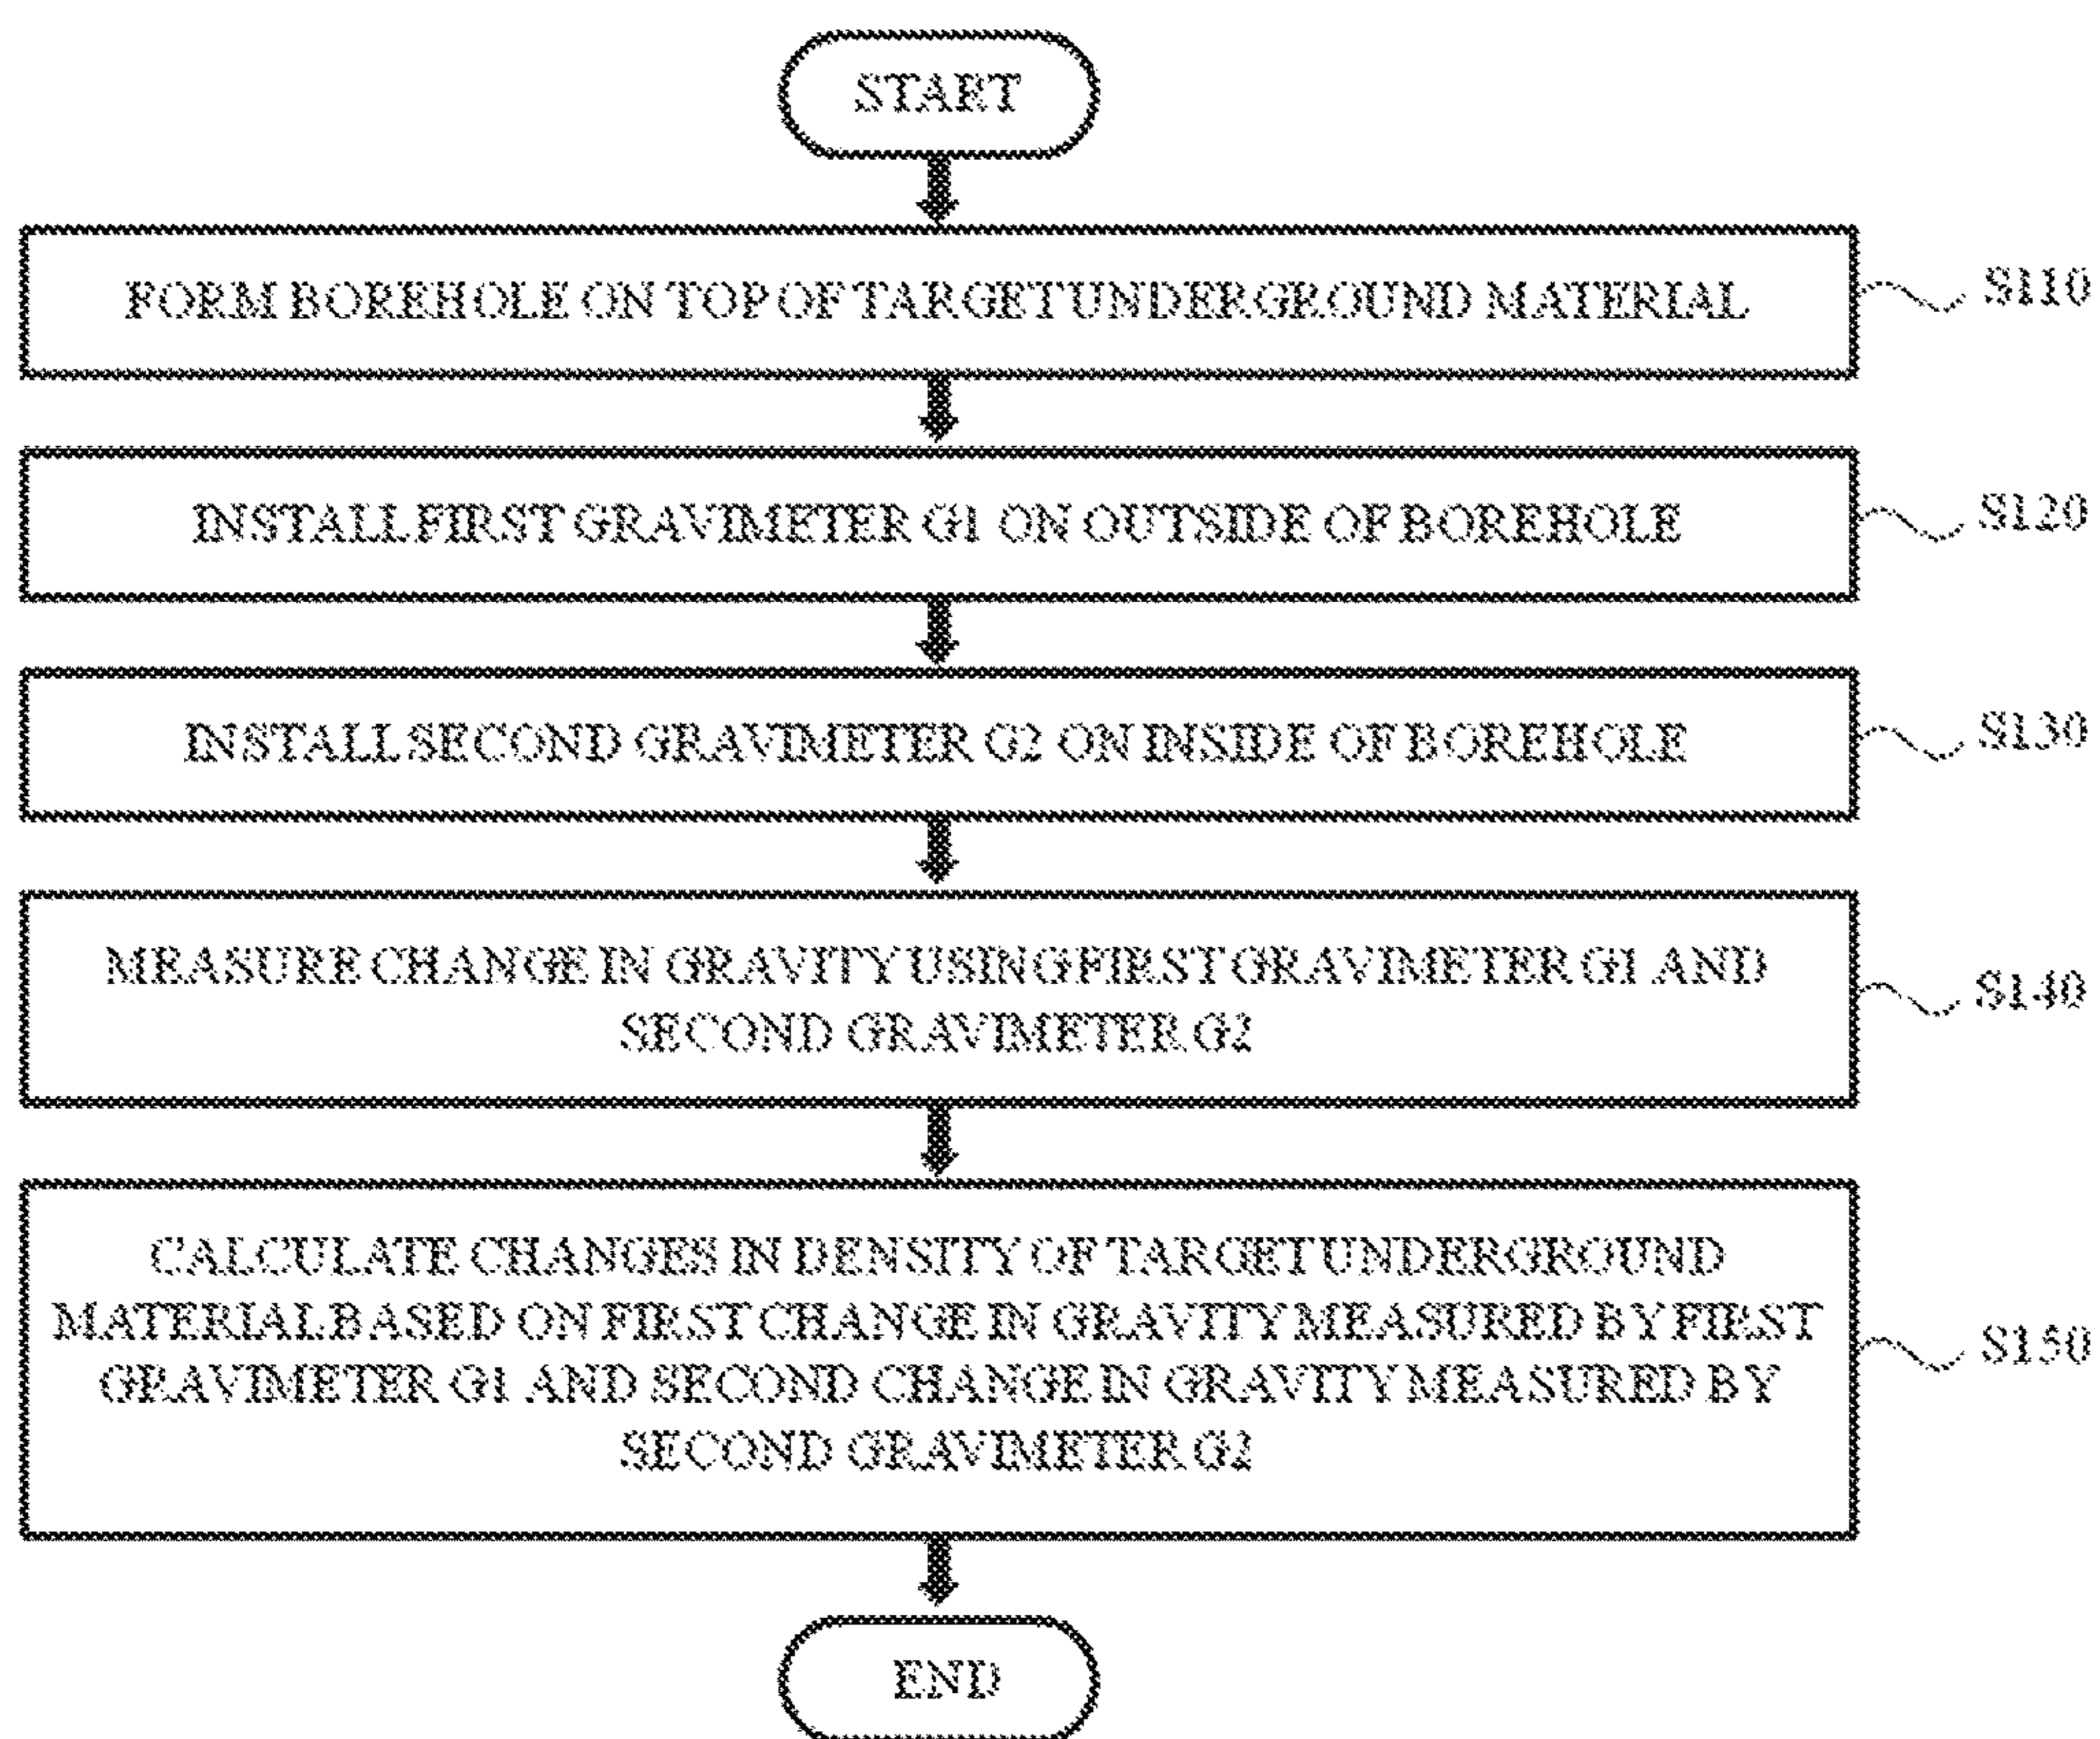 START
FORM BOREHOLE ON TOP OF TARGET UNDERGROUND MATERIAL
S110
INSTALL FIRST GRAVIMETER G1 ON OUTSIDE OF BOREHOLE
S120
INSTALL SECOND GRAVIMETER G2 ON INSIDE OF BOREHOLE
S130
MEASURE CHANGE IN GRAVITY USING FIRST GRAVIMETER G1 AND
SECOND GRAVIMETER G2
S140
CALCULATE CHANGES IN DENSITY OF TARGET UNDERGROUND
MATERIAL BASED ON FIRST CHANGE IN GRAVITY MEASURED BY FIRST
GRAVIMETER G1 AND SECOND CHANGE IN GRAVITY MEASURED BY
SECOND GRAVIMETER G2
S150
END